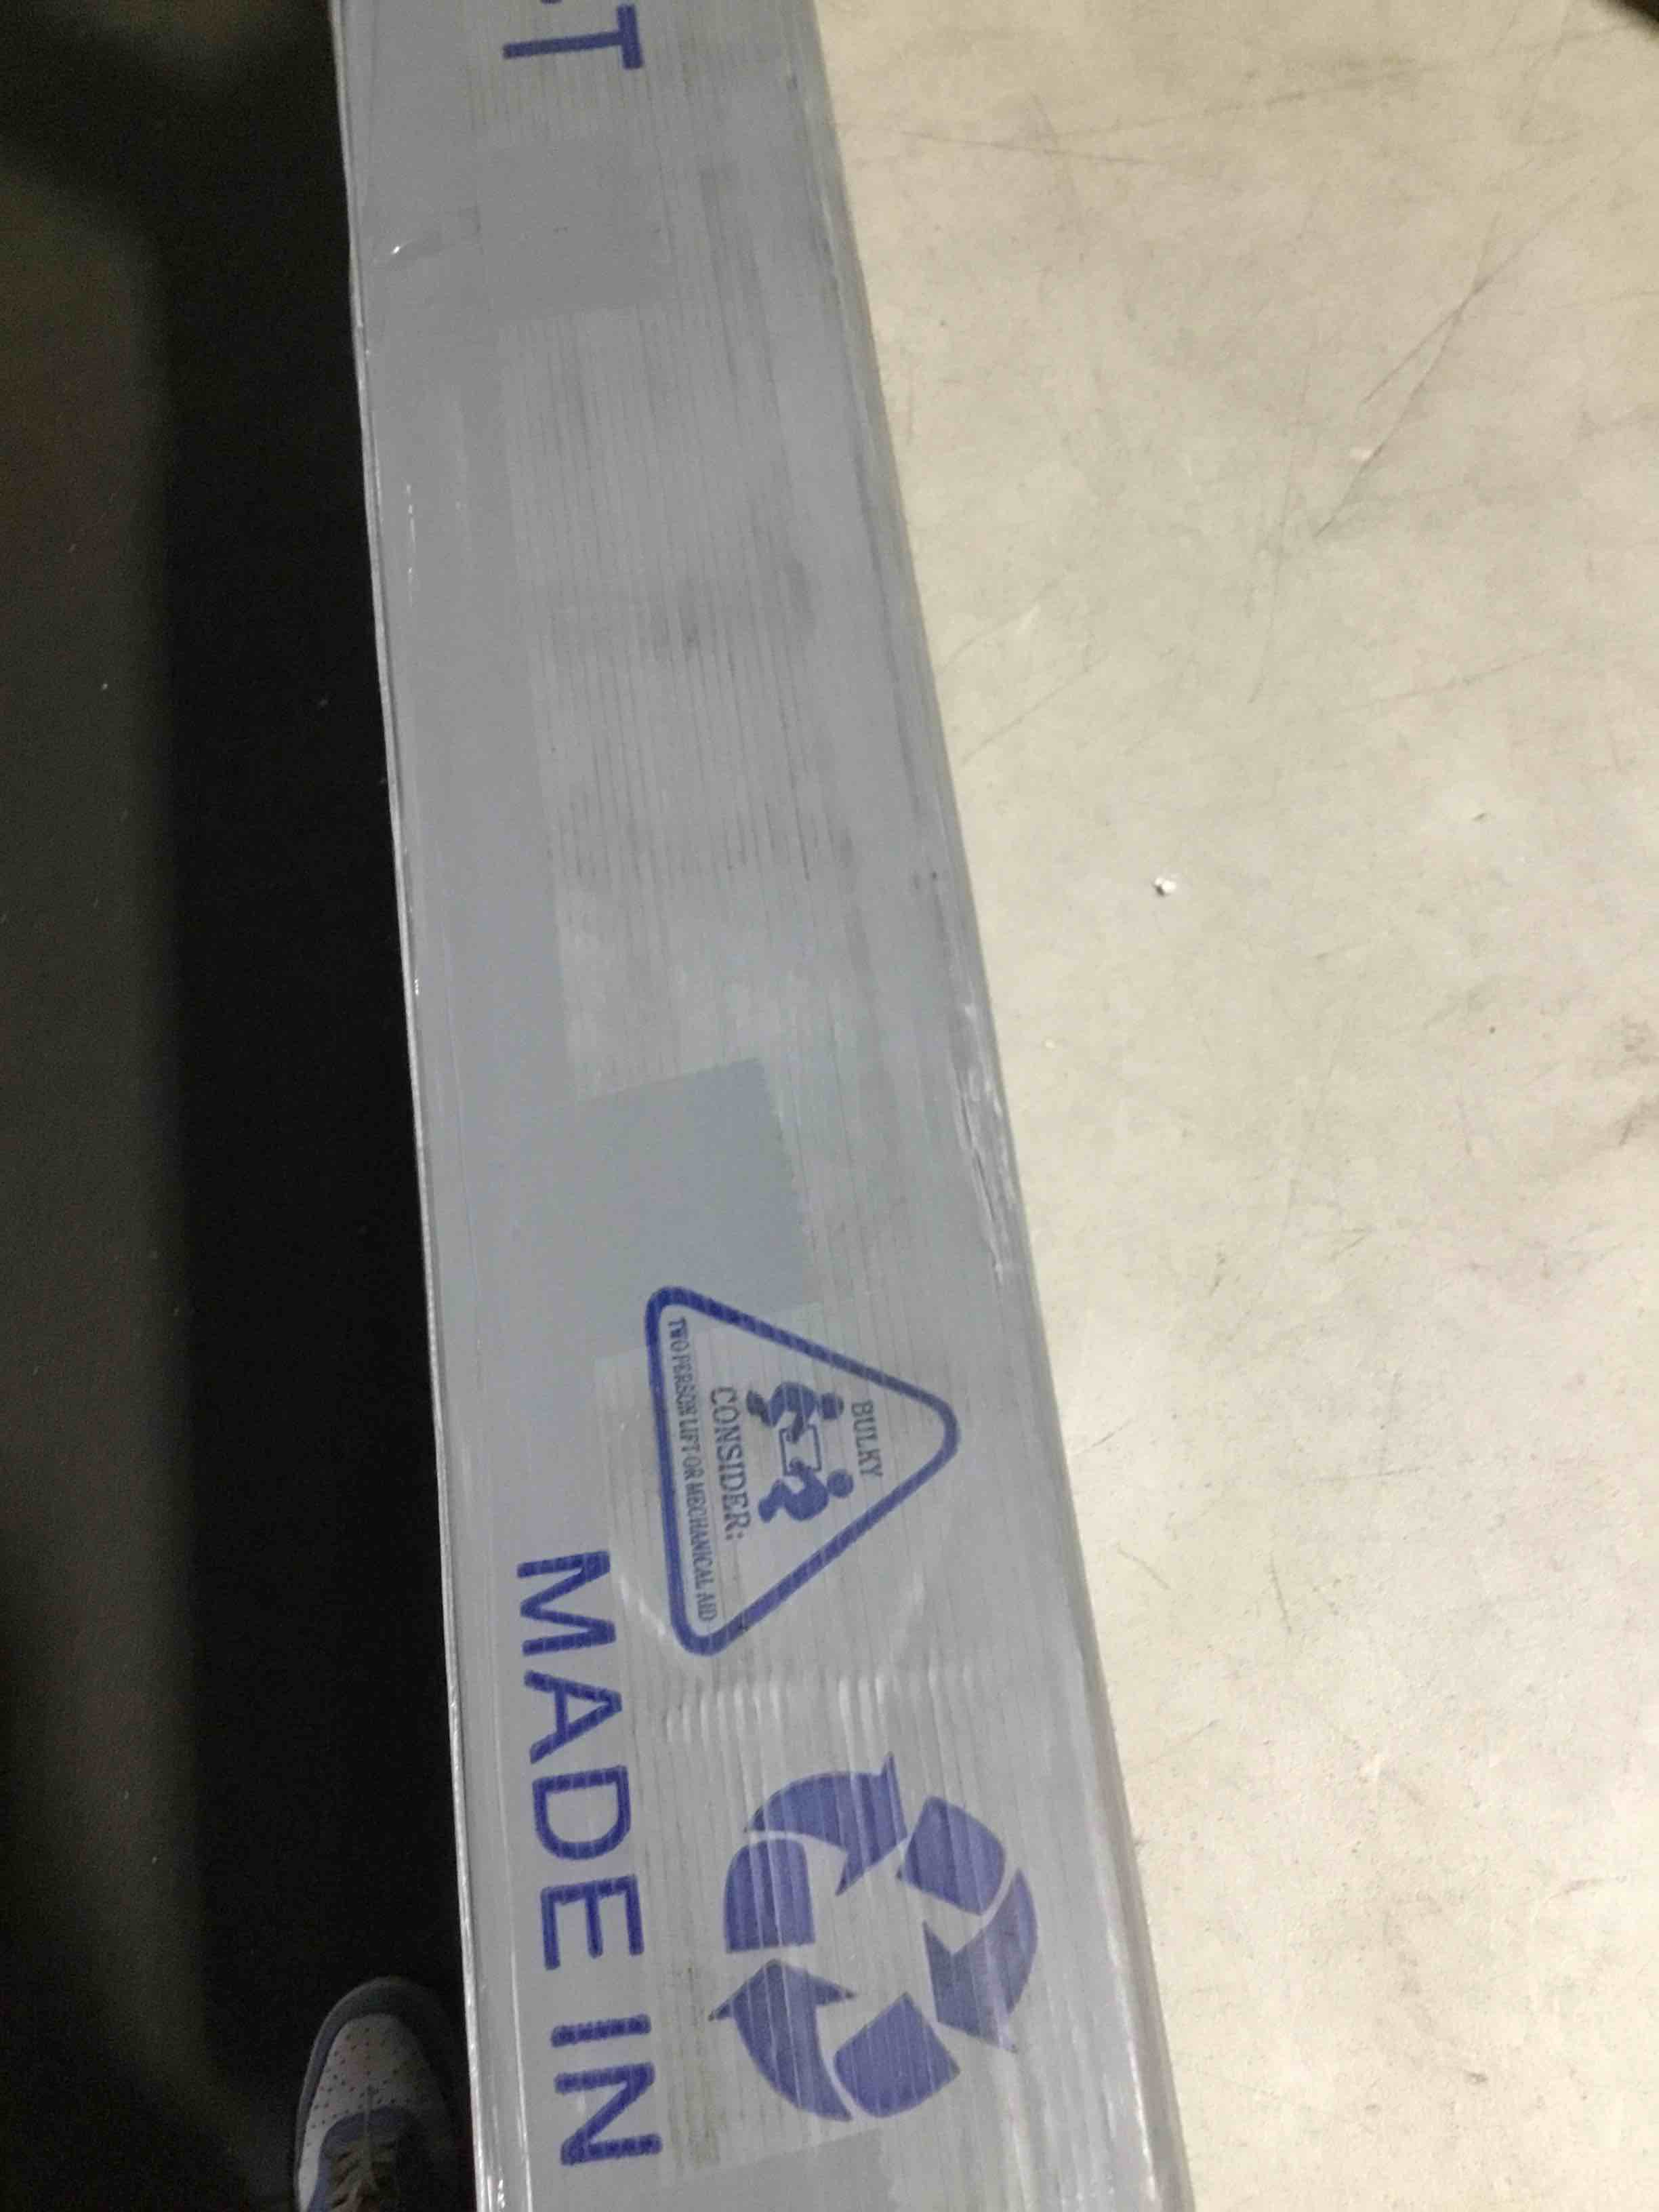 BULKY
CONSIDER:
TWO PERSON LIFT OR MECHANICAL AID
MADE IN